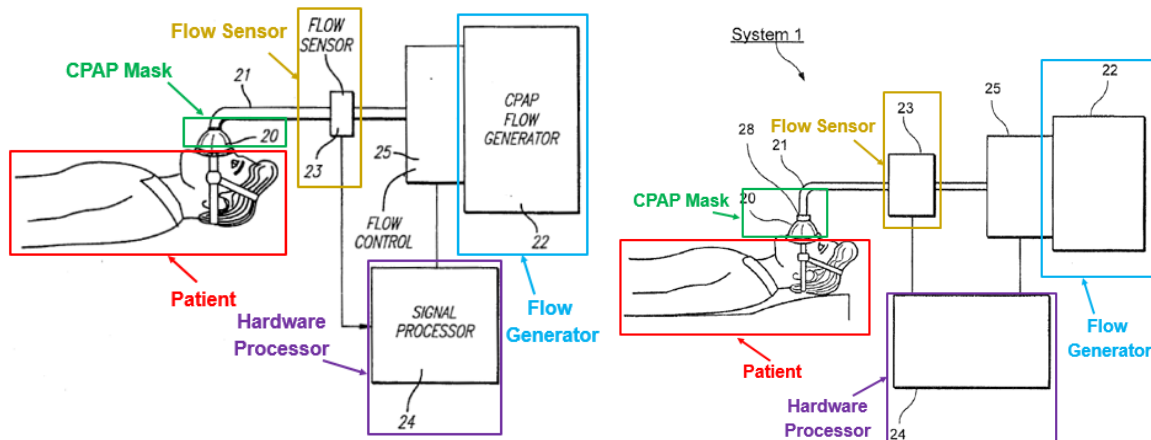 Flow Sensor
FLOW
SENSOR
CPAP Mask
21
20
23
25
CPAP
FLOW
GENERATOR
FLOW
CONTROL
22
Patient
Hardware
Processor
SIGNAL
PROCESSOR
24
Flow
Generator
System 1
22
25
Flow Sensor
23
28
21
CPAP Mask
20
Patient
Flow
Generator
Hardware
Processor
24